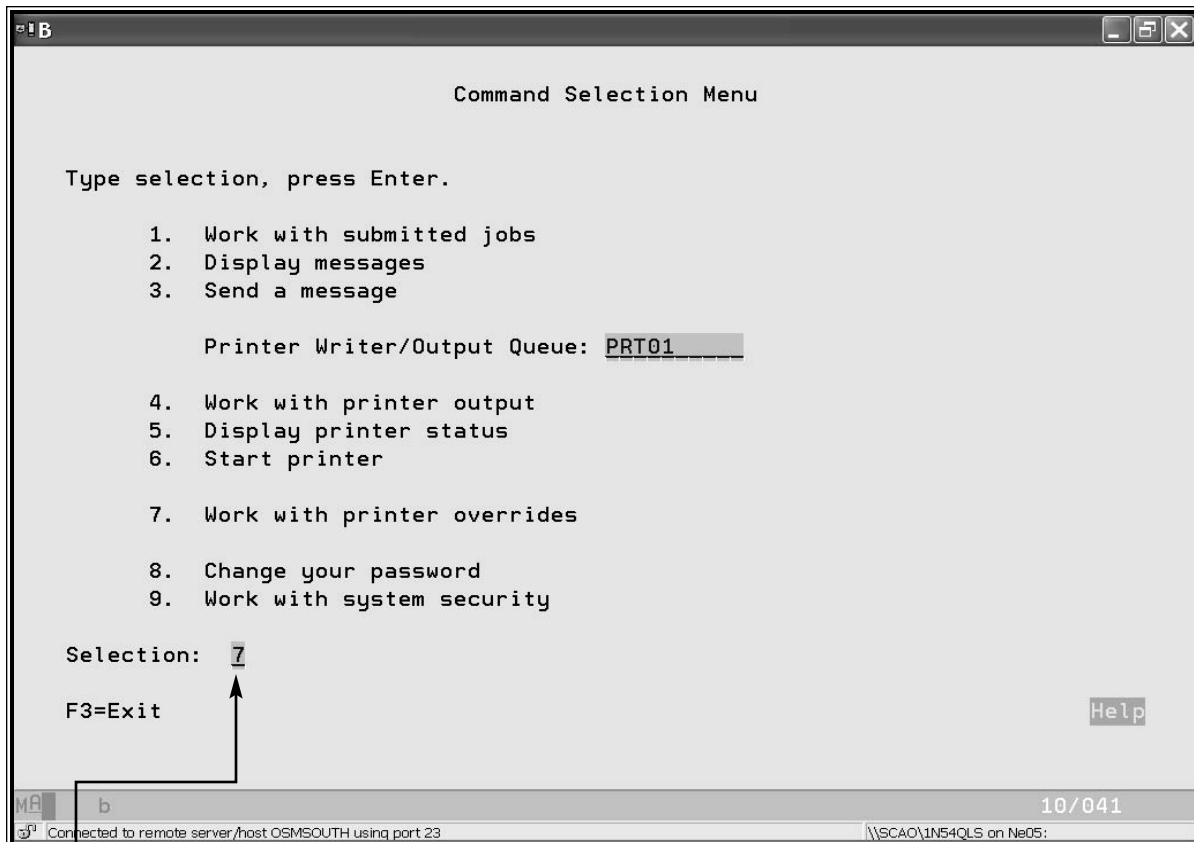 B
Command Selection Menu
Type selection, press Enter.
1. Work with submitted jobs
2. Display messages
3. Send a message
Printer Writer/Output Queue: PRT01_____
4. Work with printer output
5. Display printer status
6. Start printer
7. Work with printer overrides
8. Change your password
9. Work with system security
Selection: 7
F3=Exit
Help
MA b 10/041
Connected to remote server/host OSMSOUTH using port 23 \\SCAO\1N54QLS on Ne05: